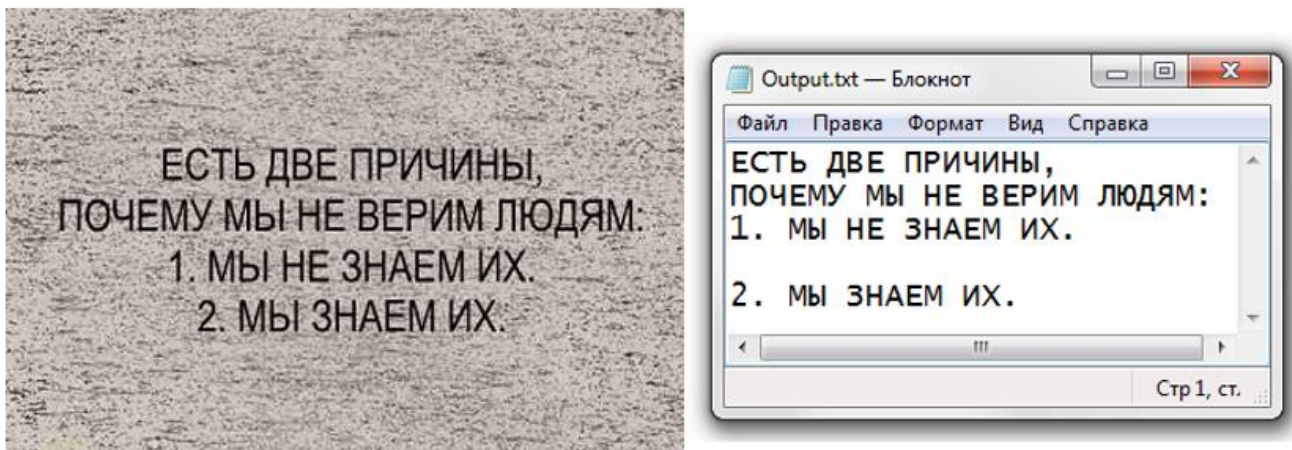 ЕСТЬ ДВЕ ПРИЧИНЫ,
ПОЧЕМУ МЫ НЕ ВЕРИМ ЛЮДЯМ:
1. МЫ НЕ ЗНАЕМ ИХ.
2. МЫ ЗНАЕМ ИХ.
Output.txt — Блокнот
Файл Правка Формат Вид Справка
ЕСТЬ ДВЕ ПРИЧИНЫ,
ПОЧЕМУ МЫ НЕ ВЕРИМ ЛЮДЯМ:
1. МЫ НЕ ЗНАЕМ ИХ.
2. МЫ ЗНАЕМ ИХ.
Стр 1, ст.